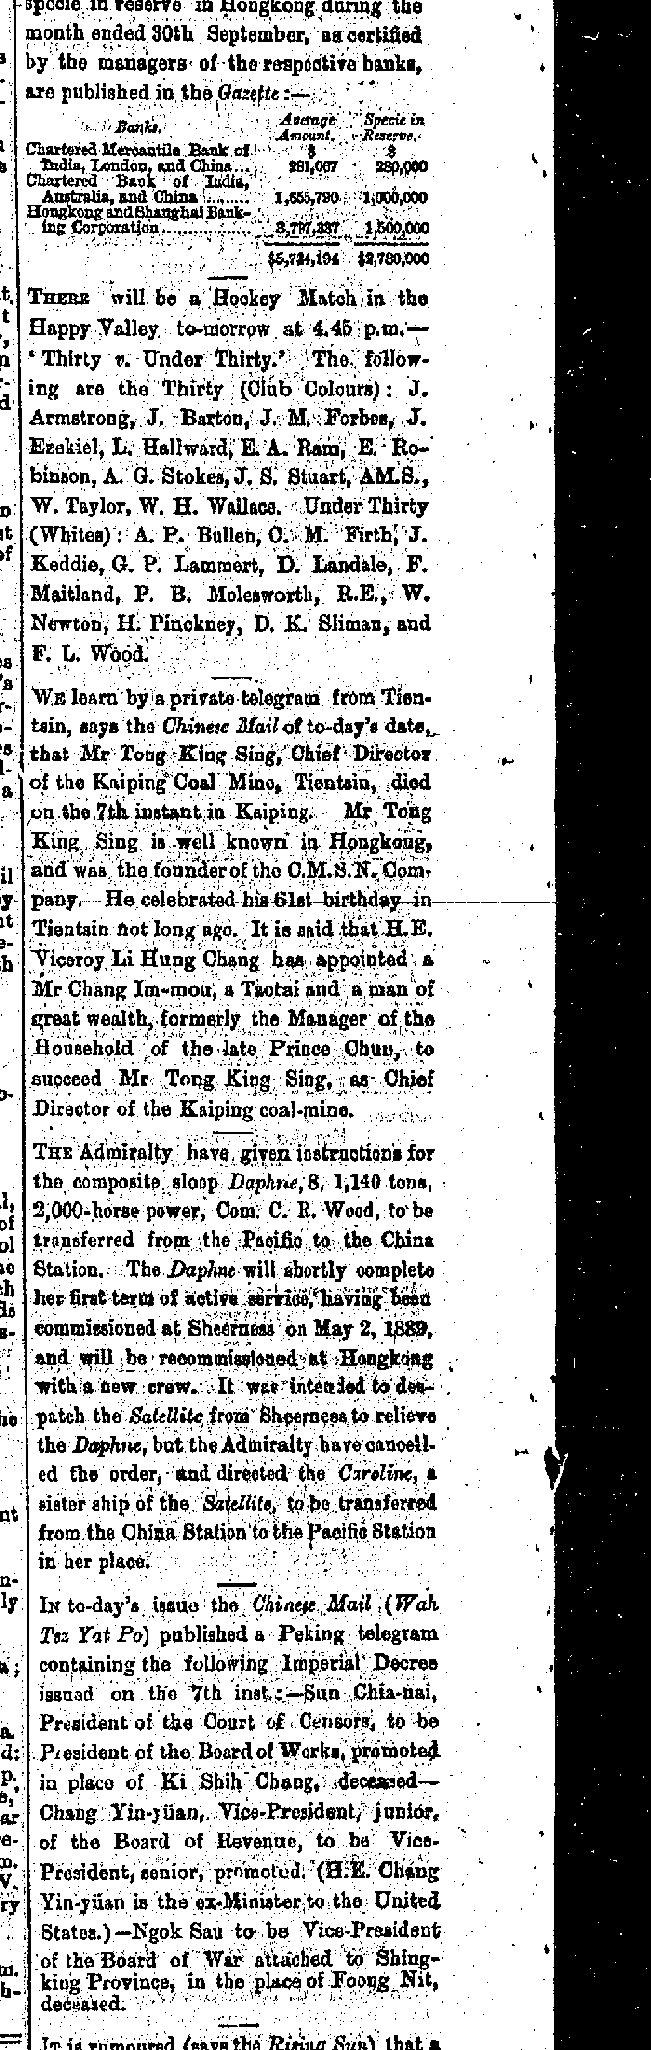 specie in reserve in Hongkong during the
month ended 30th September, as certified
by the managers of the respective banks,
are published in the Gazette :—
Banks. Average Amount. Specie in Reserve.
$ $
Chartered Mercantile Bank of
India, London, and China... 281,067 280,000
Chartered Bank of India,
Australia, and China ......... 1,655,790 1,000,000
Hongkong and Shanghai Bank-
ing Corporation.................. 3,787,337 1,500,000
$5,724,194 $2,780,000
THERE will be a Hockey Match in the
Happy Valley to-morrow at 4.45 p.m.—
‘ Thirty v. Under Thirty.’ The follow-
ing are the Thirty (Club Colours) : J.
Armstrong, J. Barton, J. M. Forbes, J.
Ezekiel, L. Hallward, E. A. Ram, E. Ro-
binson, A. G. Stokes, J. S. Stuart, A.M.S.,
W. Taylor, W. H. Wallace. Under Thirty
(Whites) : A. P. Bullen, C. M. Firth, J.
Keddie, G. P. Lammert, D. Landale, F.
Maitland, P. B. Molesworth, R.E., W.
Newton, H. Pinckney, D. K. Sliman, and
F. L. Wood.
WE learn by a private telegram from Tien-
tsin, says the Chinese Mail of to-day's date,
that Mr Tong King Sing, Chief Director
of the Kaiping Coal Mine, Tientsin, died
on the 7th instant in Kaiping. Mr Tong
King Sing is well known in Hongkong,
and was the founder of the C.M.S.N. Com-
pany. He celebrated his 61st birthday in
Tientsin not long ago. It is said that H.E.
Viceroy Li Hung Chang has appointed a
Mr Chang Im-mou, a Taotai and a man of
great wealth, formerly the Manager of the
Household of the late Prince Chun, to
succeed Mr Tong King Sing, as Chief
Director of the Kaiping coal-mine.
THE Admiralty have given instructions for
the composite sloop Daphne, 8, 1,140 tons,
2,000-horse power, Com. C. R. Wood, to be
transferred from the Pacific to the China
Station. The Daphne will shortly complete
her first term of active service, having been
commissioned at Sheerness on May 2, 1889,
and will be recommissioned at Hongkong
with a new crew. It was intended to des-
patch the Satellite from Sheerness to relieve
the Daphne, but the Admiralty have cancell-
ed the order, and directed the Caroline, a
sister ship of the Satellite, to be transferred
from the China Station to the Pacific Station
in her place.
IN to-day's issue the Chinese Mail (Wah
Tsz Yat Po) published a Peking telegram
containing the following Imperial Decree
issued on the 7th inst.:—Sun Chia-nai,
President of the Court of Censors, to be
President of the Board of Works, promoted
in place of Ki Shih Chang, deceased—
Chang Yin-yüan, Vice-President, junior,
of the Board of Revenue, to be Vice-
President, senior, promoted. (H.E. Chang
Yin-yüan is the ex-Minister to the United
States.)—Ngok Sau to be Vice-President
of the Board of War attached to Shing-
king Province, in the place of Foong Nit,
deceased.
It is rumoured (says the Rising Sun) that a